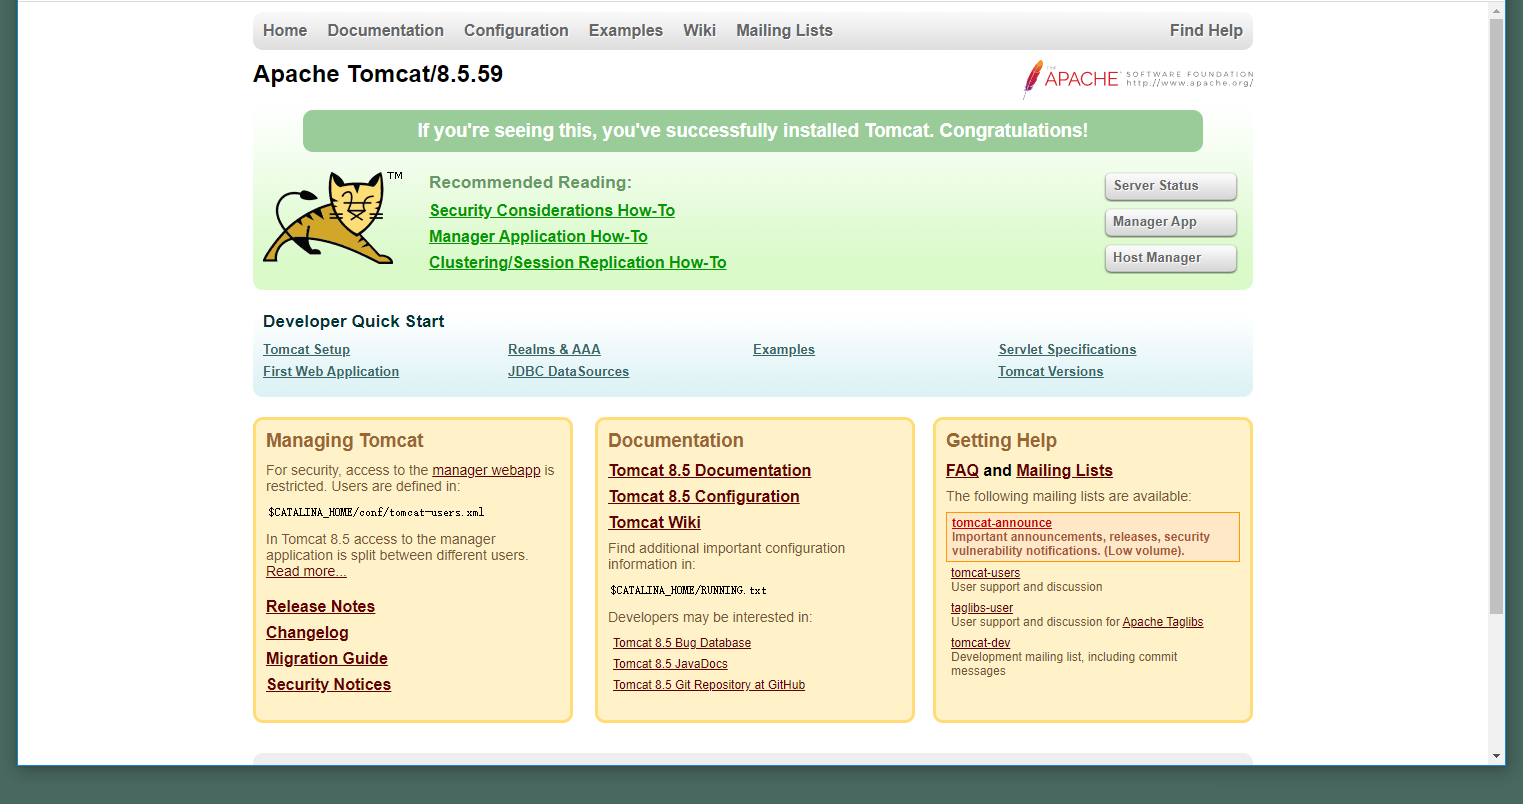 Home Documentation Configuration Examples Wiki Mailing Lists Find Help
Apache Tomcat/8.5.59
THE
APACHE SOFTWARE FOUNDATION
http://www.apache.org/
If you're seeing this, you've successfully installed Tomcat. Congratulations!
TM
Recommended Reading:
Security Considerations How-To
Manager Application How-To
Clustering/Session Replication How-To
Server Status
Manager App
Host Manager
Developer Quick Start
Tomcat Setup
First Web Application
Realms & AAA
JDBC DataSources
Examples
Servlet Specifications
Tomcat Versions
Managing Tomcat
For security, access to the manager webapp is
restricted. Users are defined in:
$CATALINA_HOME/conf/tomcat-users.xml
In Tomcat 8.5 access to the manager
application is split between different users.
Read more...
Release Notes
Changelog
Migration Guide
Security Notices
Documentation
Tomcat 8.5 Documentation
Tomcat 8.5 Configuration
Tomcat Wiki
Find additional important configuration
information in:
$CATALINA_HOME/RUNNING.txt
Developers may be interested in:
Tomcat 8.5 Bug Database
Tomcat 8.5 JavaDocs
Tomcat 8.5 Git Repository at GitHub
Getting Help
FAQ and Mailing Lists
The following mailing lists are available:
tomcat-announce
Important announcements, releases, security
vulnerability notifications. (Low volume).
tomcat-users
User support and discussion
taglibs-user
User support and discussion for Apache Taglibs
tomcat-dev
Development mailing list, including commit
messages